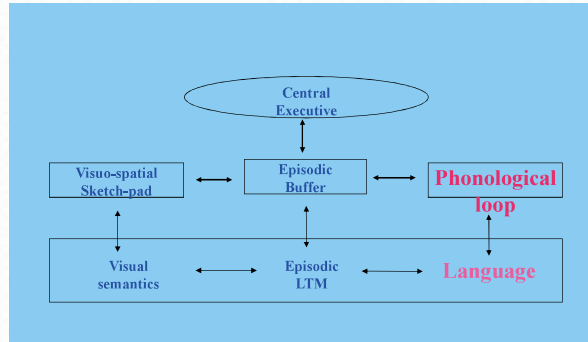 Central
Executive
Visuo-spatial
Sketch-pad
Episodic
Buffer
Phonological
loop
Visual
semantics
Episodic
LTM
Language